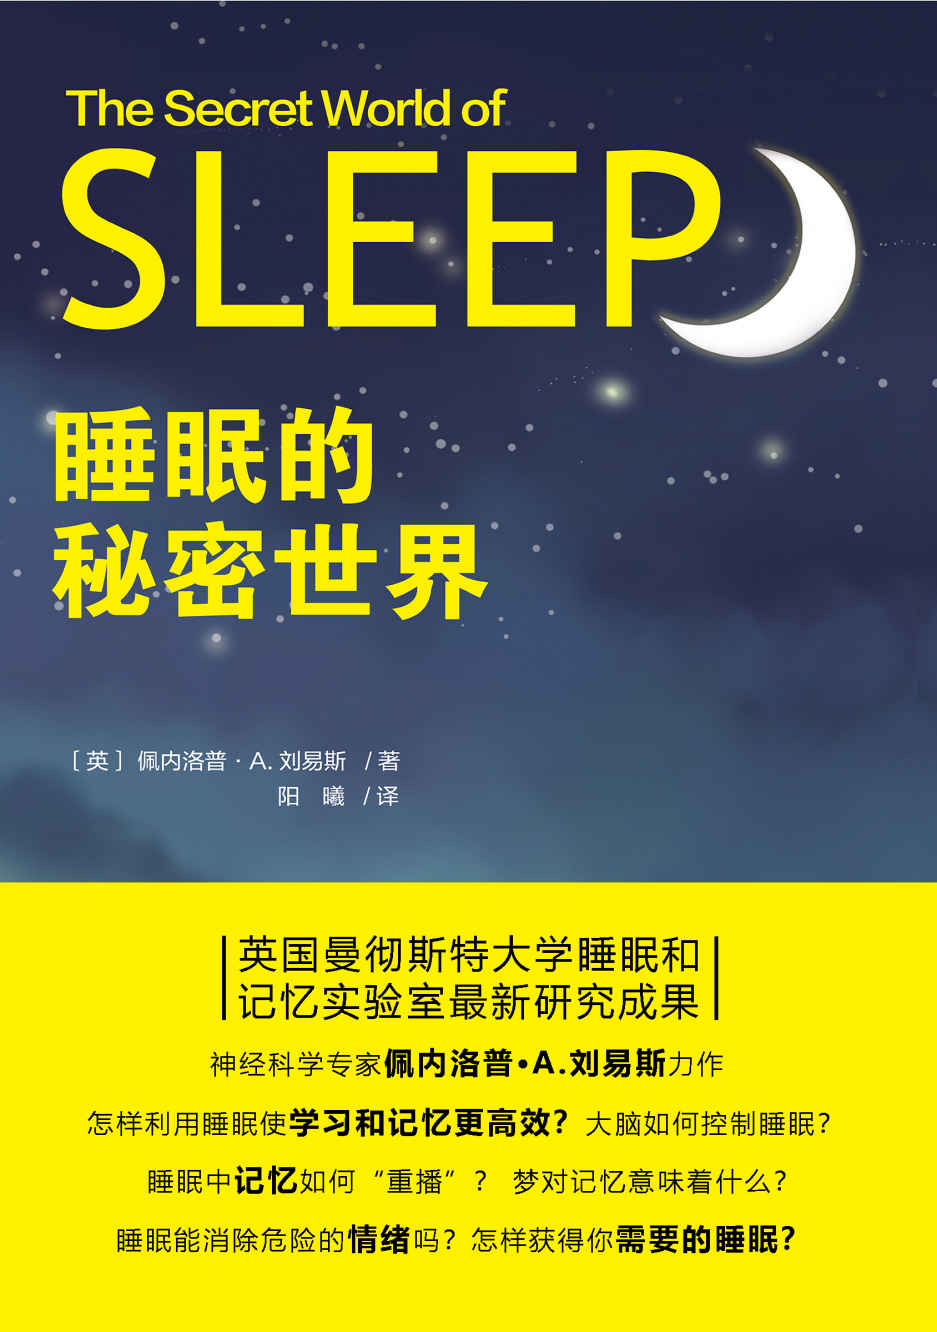 The Secret World of
SLEEP
睡眠的
秘密世界
［英］佩内洛普·A. 刘易斯 /著
阳 曦 /译
英国曼彻斯特大学睡眠和
记忆实验室最新研究成果
神经科学专家佩内洛普•A.刘易斯力作
怎样利用睡眠使学习和记忆更高效？大脑如何控制睡眠？
睡眠中记忆如何“重播”？ 梦对记忆意味着什么？
睡眠能消除危险的情绪吗？怎样获得你需要的睡眠？